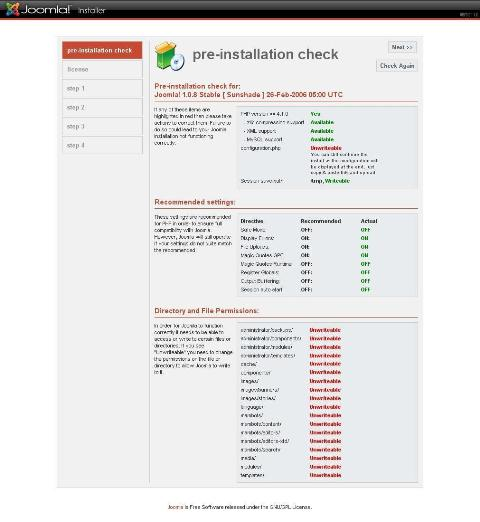 Joomla! Installer
pre-installation check
license
step 1
step 2
step 3
step 4
pre-installation check
Next >>
Check Again
Pre-installation check for:
Joomla! 1.0.8 Stable [ Sunshade ] 26-Feb-2006 05:00 UTC
If any of these items are
highlighted in red then please take
actions to correct them. Failure to
do so could lead to your Joomla
installation not functioning
correctly.
PHP version >= 4.1.0 Yes
- zlib compression support Available
- XML support Available
- MySQL support Available
configuration.php Unwriteable
You can still continue the
install as the configuration will
be displayed at the end, just
copy & paste this and upload.
Session save path /tmp, Writeable
Recommended settings:
These settings are recommended
for PHP in order to ensure full
compatibility with Joomla.
However, Joomla will still operate
if your settings do not quite match
the recommended
Directive Recommended Actual
Safe Mode: OFF: OFF
Display Errors: ON: ON
File Uploads: ON: ON
Magic Quotes GPC: ON: ON
Magic Quotes Runtime: OFF: OFF
Register Globals: OFF: OFF
Output Buffering: OFF: OFF
Session auto start: OFF: OFF
Directory and File Permissions:
In order for Joomla to function
correctly it needs to be able to
access or write to certain files or
directories. If you see
"Unwriteable" you need to change
the permissions on the file or
directory to allow Joomla to write
to it.
administrator/backups/ Unwriteable
administrator/components/ Unwriteable
administrator/modules/ Unwriteable
administrator/templates/ Unwriteable
cache/ Unwriteable
components/ Unwriteable
images/ Unwriteable
images/banners/ Unwriteable
images/stories/ Unwriteable
language/ Unwriteable
mambots/ Unwriteable
mambots/content/ Unwriteable
mambots/editors/ Unwriteable
mambots/editors-xtd/ Unwriteable
mambots/search/ Unwriteable
media/ Unwriteable
modules/ Unwriteable
templates/ Unwriteable
Joomla is Free Software released under the GNU/GPL License.